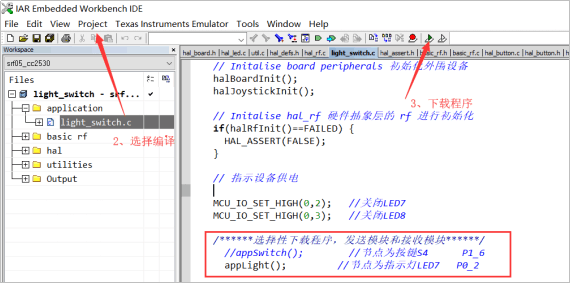 IAR Embedded Workbench IDE
File Edit View Project Texas Instruments Emulator Tools Window Help
Workspace
srf05_cc2530
hal_board.h hal_led.c util.c hal_defs.h hal_rf.c light_switch.c hal_assert.h basic_rf.h basic_rf.c hal_button.c hal_button.h
Files
light_switch - srf...
application
light_switch.c
basic rf
hal
utilities
Output
2、选择编译
3、下载程序
// Initalise board peripherals 初始化外围设备
halBoardInit();
halJoystickInit();
// Initalise hal_rf 硬件抽象层的 rf 进行初始化
if(halRfInit()==FAILED) {
HAL_ASSERT(FALSE);
}
// 指示设备供电
MCU_IO_SET_HIGH(0,2); //关闭LED7
MCU_IO_SET_HIGH(0,3); //关闭LED8
/******选择性下载程序，发送模块和接收模块******/
//appSwitch(); //节点为按键S4 P1_6
appLight(); //节点为指示灯LED7 P0_2